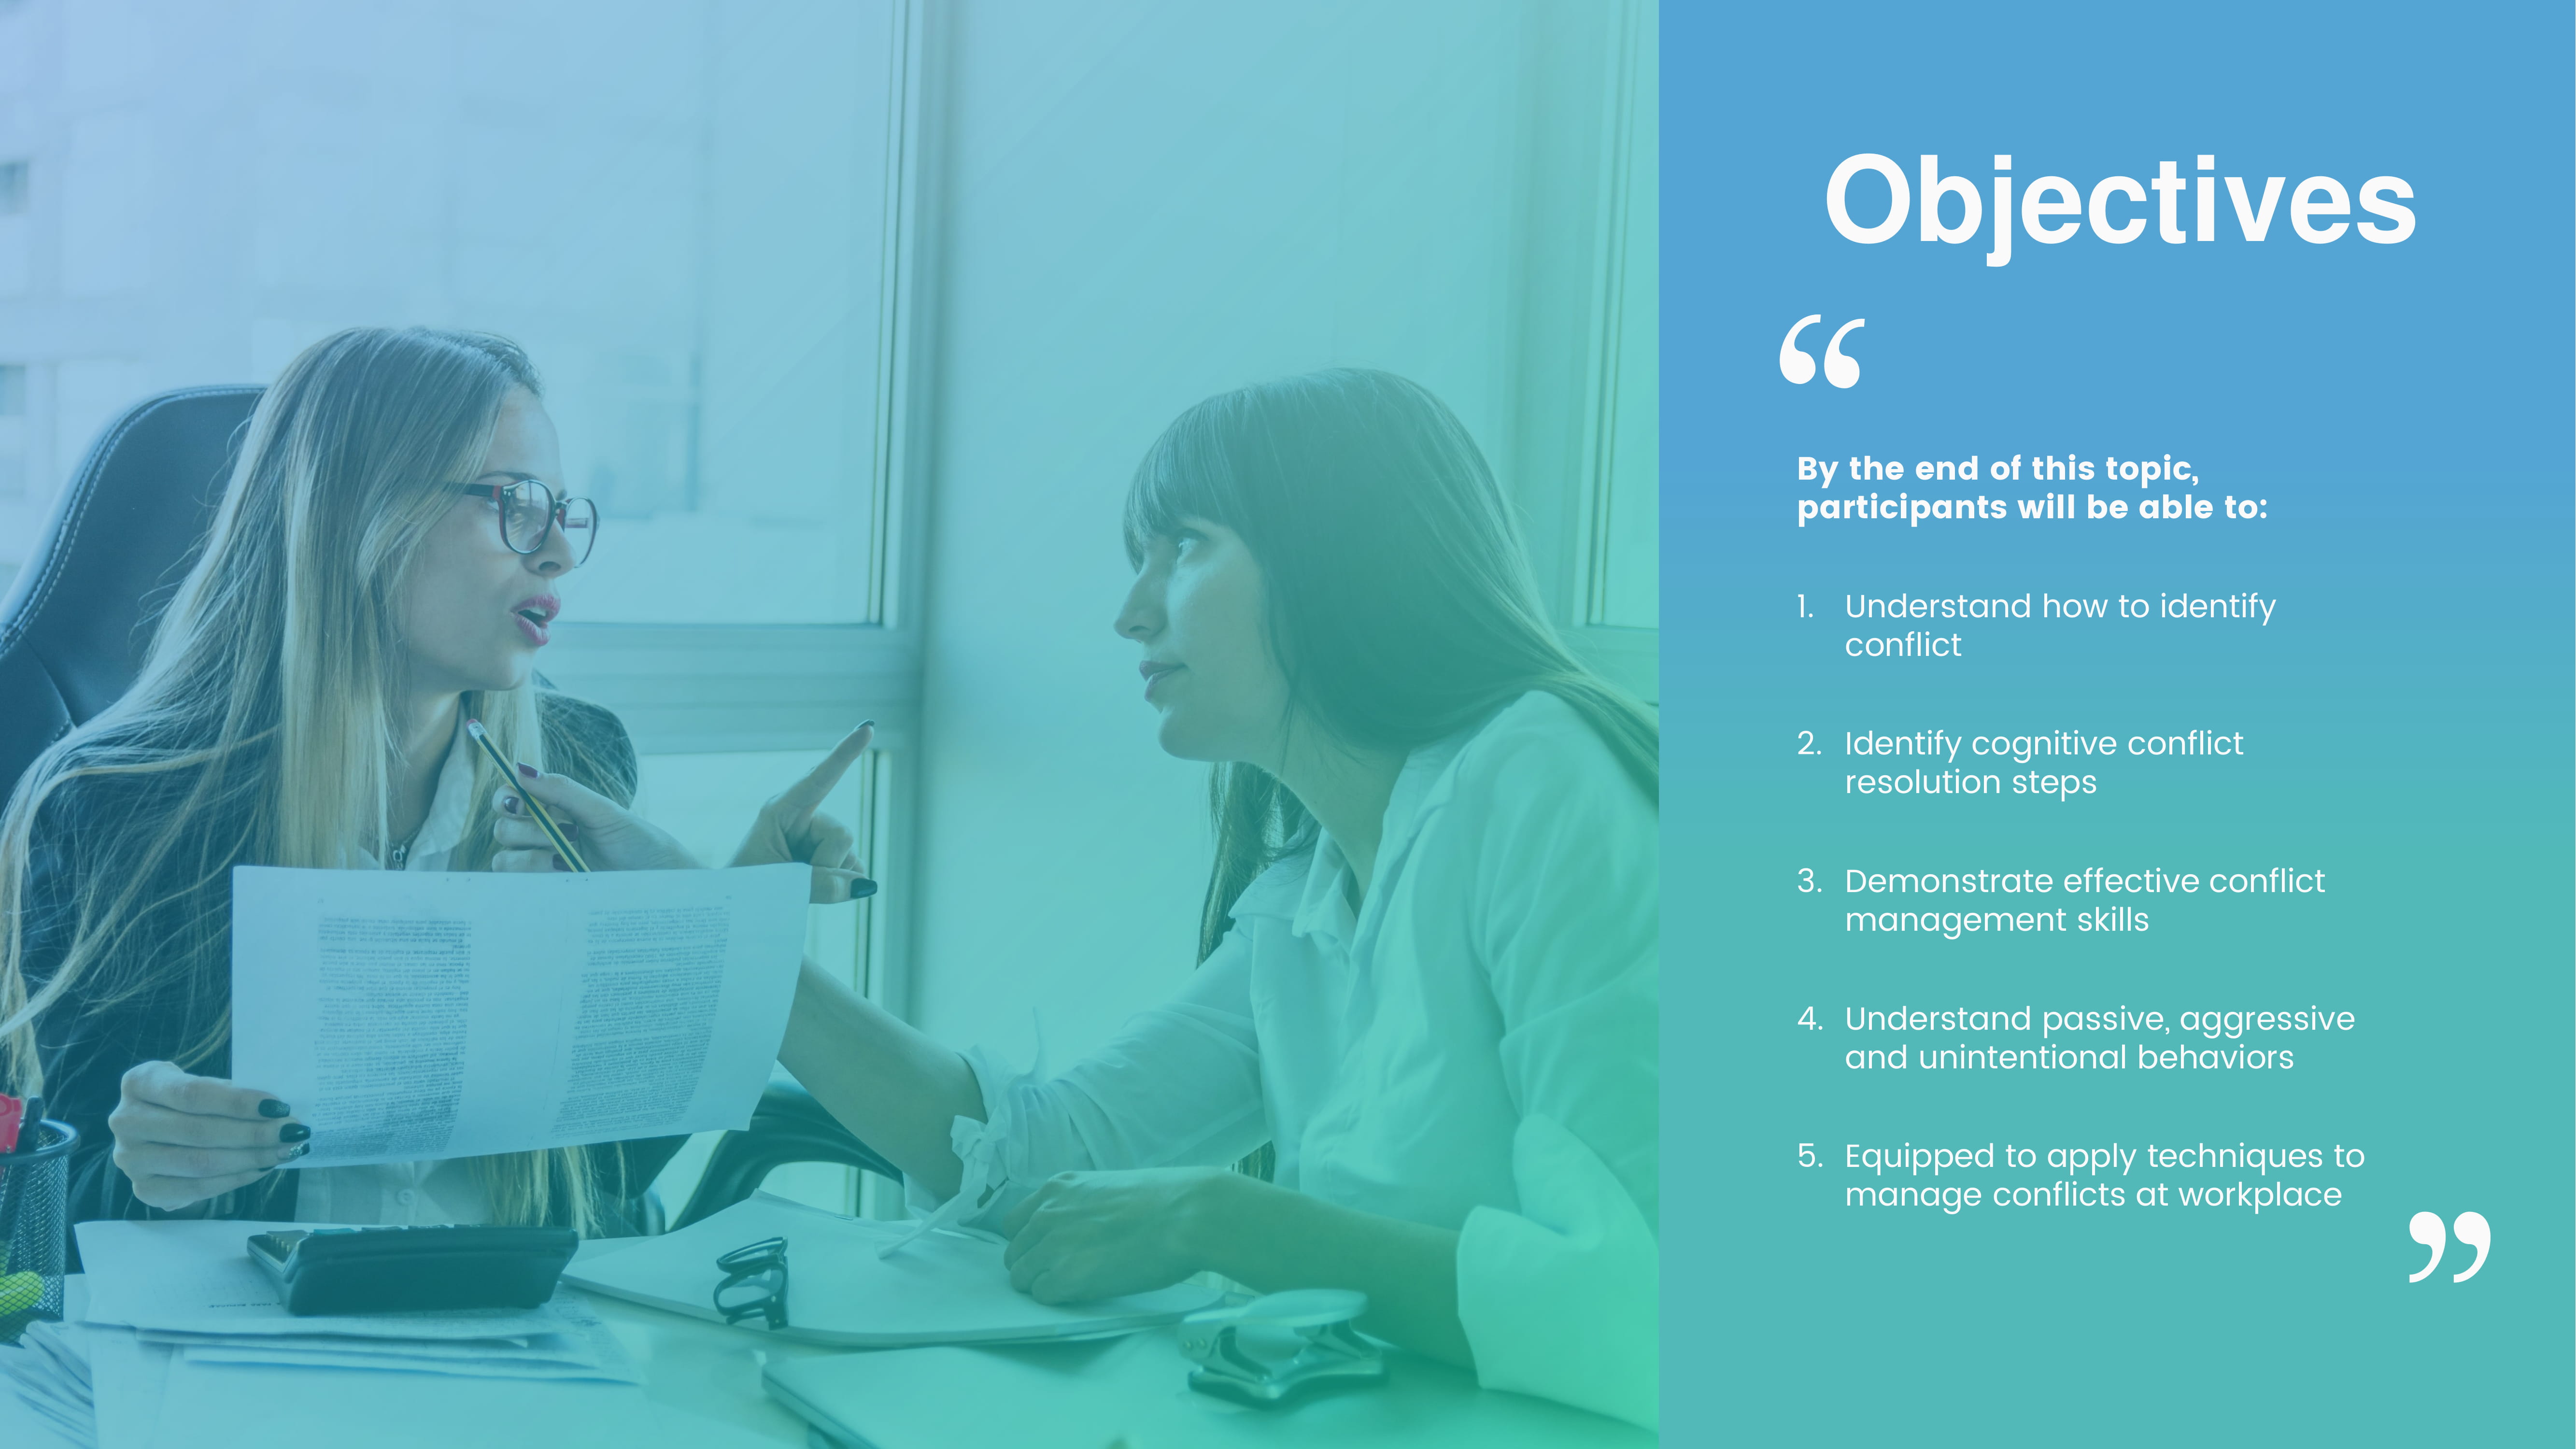 Objectives
“
By the end of this topic,
participants will be able to:
1. Understand how to identify
conflict
2. Identify cognitive conflict
resolution steps
3. Demonstrate effective conflict
management skills
4. Understand passive, aggressive
and unintentional behaviors
5. Equipped to apply techniques to
manage conflicts at workplace
”